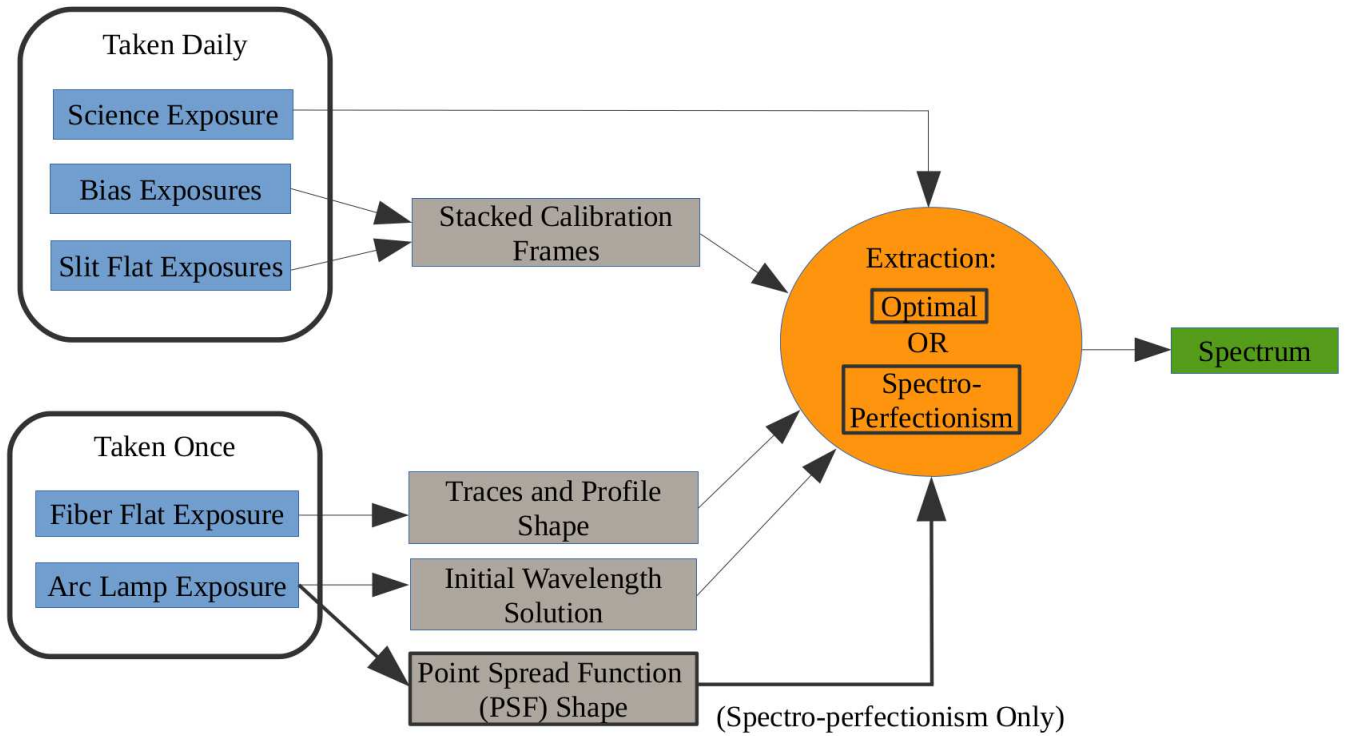 Taken Daily
Science Exposure
Bias Exposures
Slit Flat Exposures
Stacked Calibration
Frames
Extraction:
Optimal
OR
Spectro-
Perfectionism
Spectrum
Taken Once
Fiber Flat Exposure
Arc Lamp Exposure
Traces and Profile
Shape
Initial Wavelength
Solution
Point Spread Function
(PSF) Shape
(Spectro-perfectionism Only)